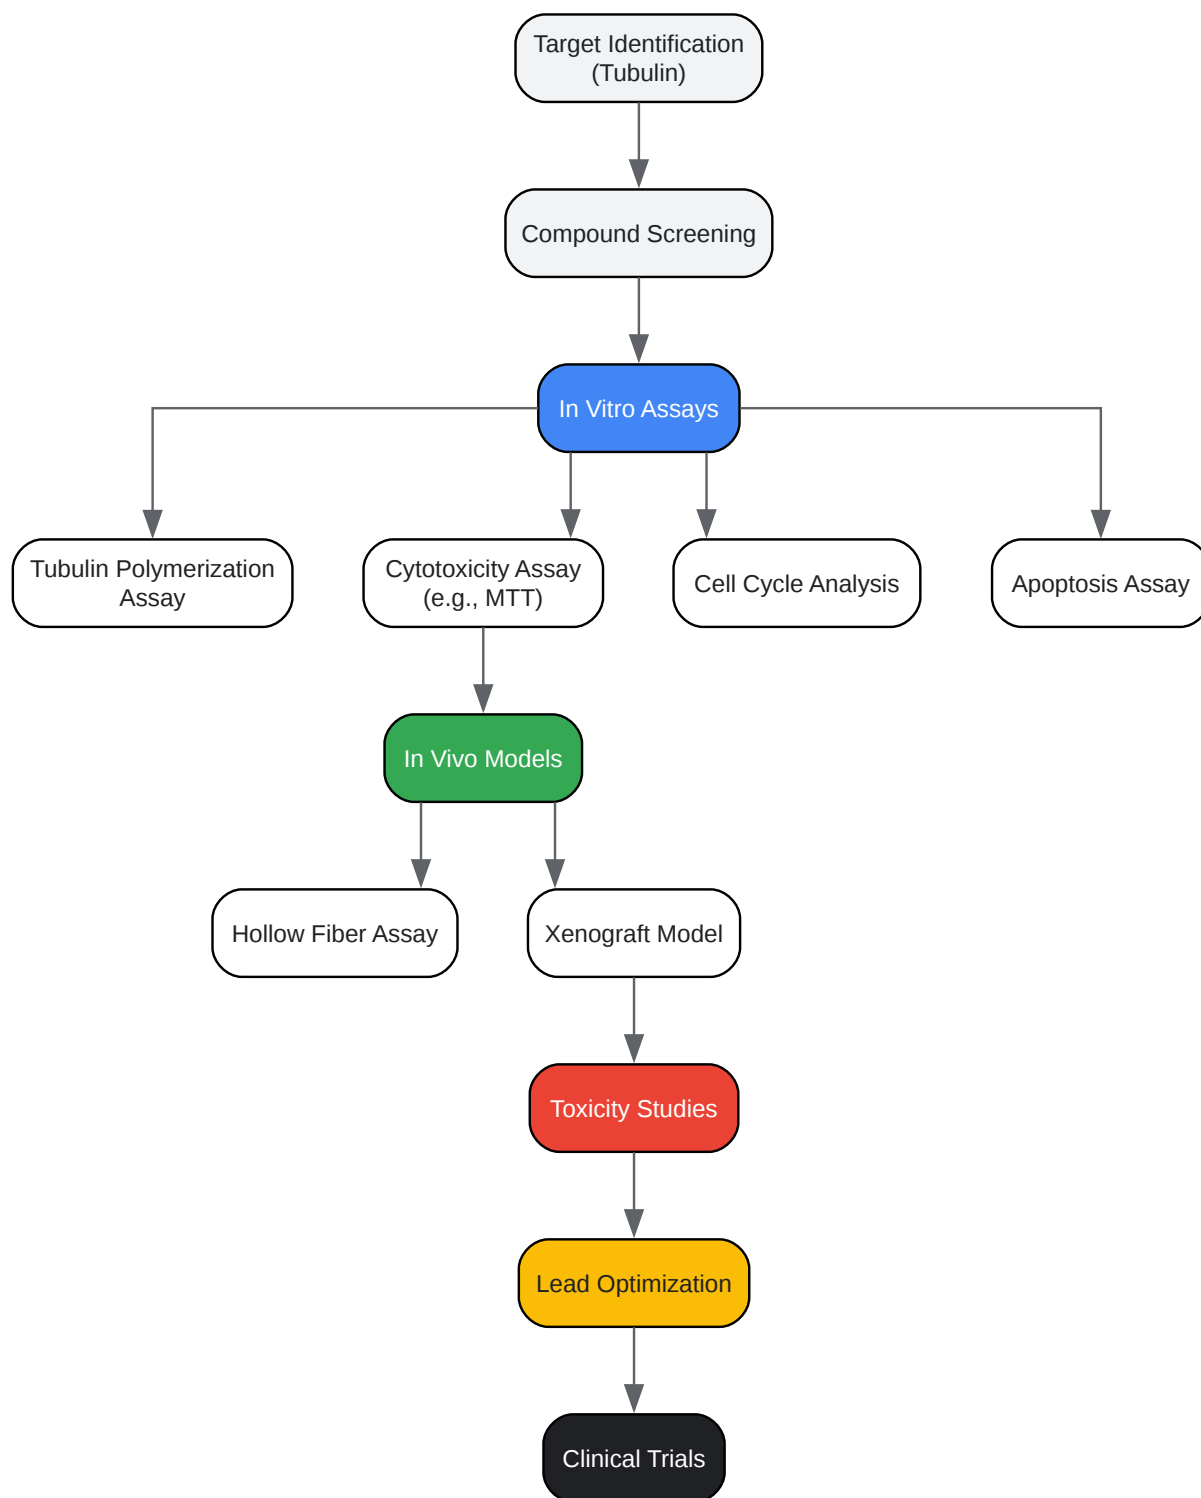 Target Identification
(Tubulin)
Compound Screening
In Vitro Assays
Tubulin Polymerization
Assay
Cytotoxicity Assay
(e.g., MTT)
Cell Cycle Analysis
Apoptosis Assay
In Vivo Models
Hollow Fiber Assay
Xenograft Model
Toxicity Studies
Lead Optimization
Clinical Trials